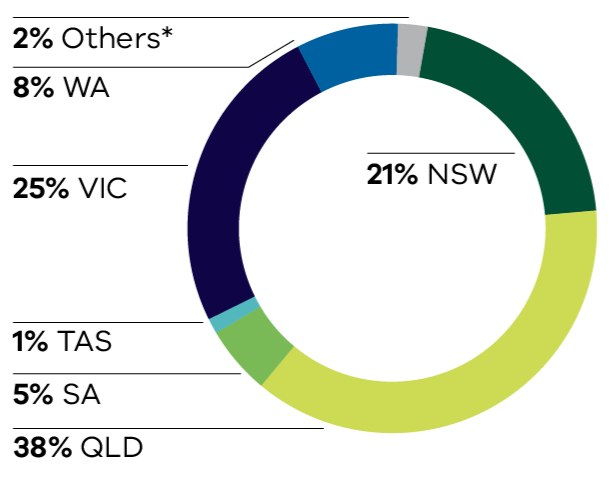 2% Others*
8% WA
21% NSW
25% VIC
1% TAS
5% SA
38% QLD